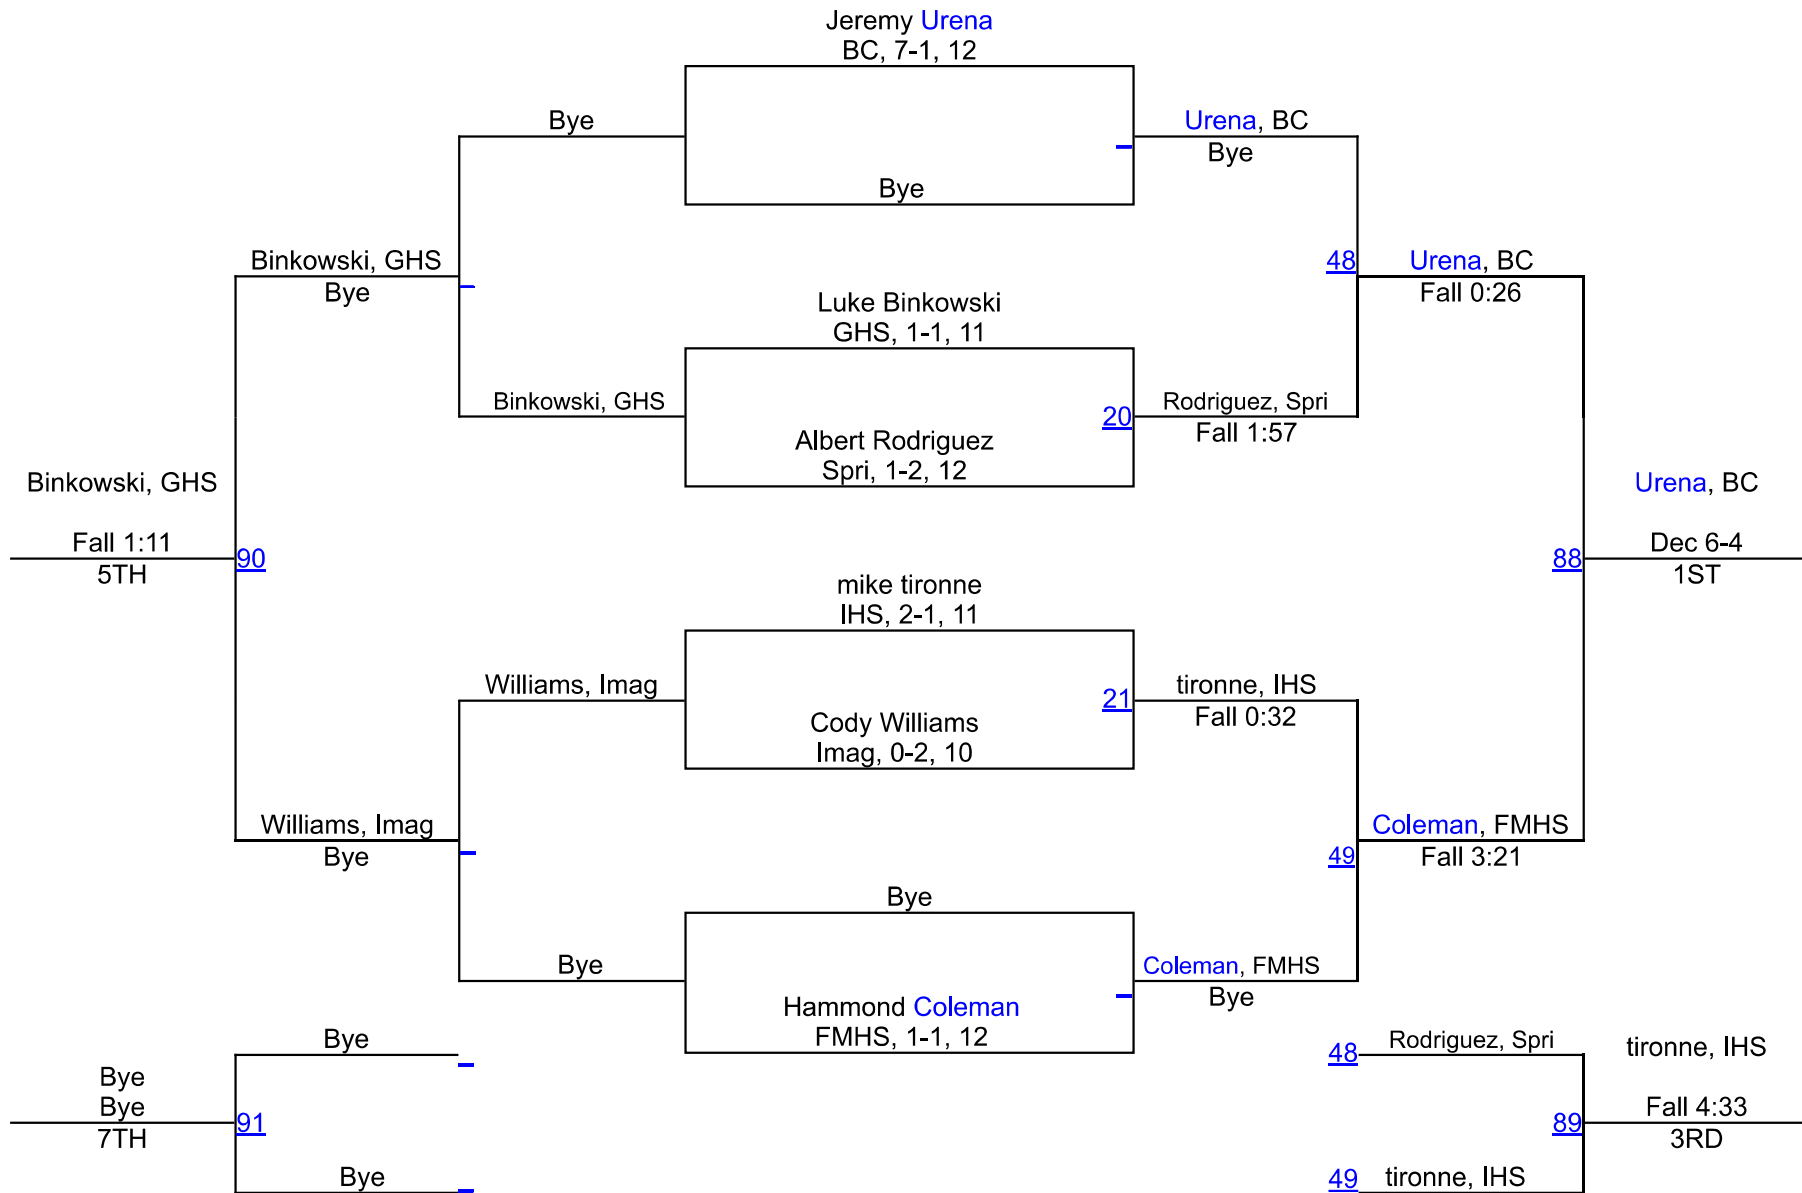 Jeremy Urena
BC, 7-1, 12
Bye
Urena, BC
Bye
Bye
Binkowski, GHS
Bye
48
Urena, BC
Fall 0:26
Luke Binkowski
GHS, 1-1, 11
Binkowski, GHS
20
Rodriguez, Spri
Fall 1:57
Albert Rodriguez
Spri, 1-2, 12
Binkowski, GHS
Fall 1:11
5TH
90
Urena, BC
88
Dec 6-4
1ST
mike tironne
IHS, 2-1, 11
Williams, Imag
21
tironne, IHS
Fall 0:32
Cody Williams
Imag, 0-2, 10
Williams, Imag
Bye
49
Coleman, FMHS
Fall 3:21
Bye
Bye
Coleman, FMHS
Bye
Hammond Coleman
FMHS, 1-1, 12
Bye
Bye
Bye
7TH
91
Bye
48
Rodriguez, Spri
tironne, IHS
89
Fall 4:33
3RD
49
tironne, IHS